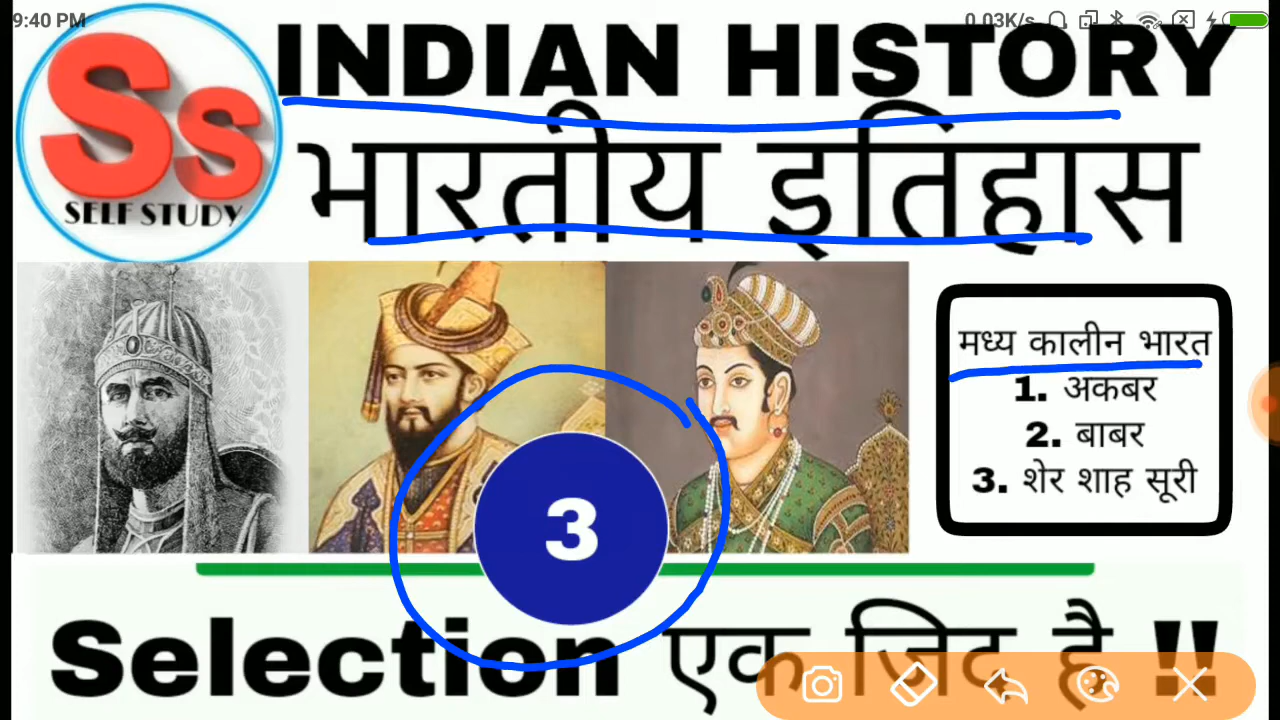 9:40 PM
0.03K/s
Ss
SELF STUDY
INDIAN HISTORY
भारतीय इतिहास
मध्य कालीन भारत
1. अकबर
2. बाबर
3. शेर शाह सूरी
3
Selection एक जिद है !!